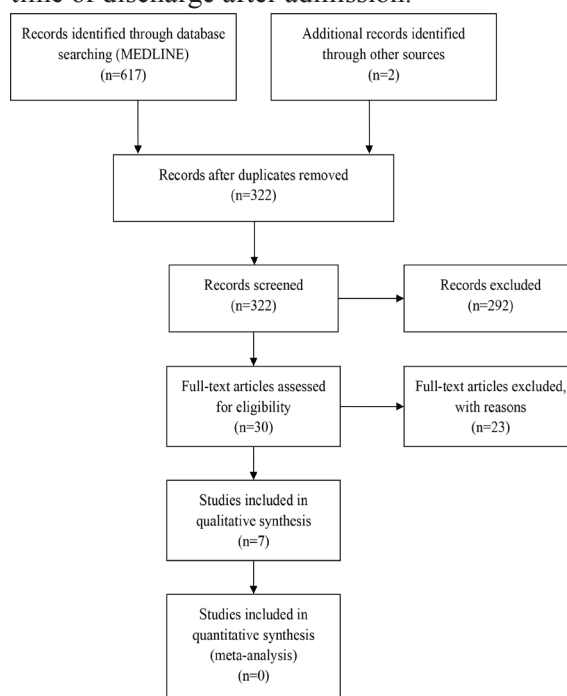 time of discharge after admission.
Records identified through database
searching (MEDLINE)
(n=617)
Additional records identified
through other sources
(n=2)
Records after duplicates removed
(n=322)
Records screened
(n=322)
Records excluded
(n=292)
Full-text articles assessed
for eligibility
(n=30)
Full-text articles excluded,
with reasons
(n=23)
Studies included in
qualitative synthesis
(n=7)
Studies included in
quantitative synthesis
(meta-analysis)
(n=0)